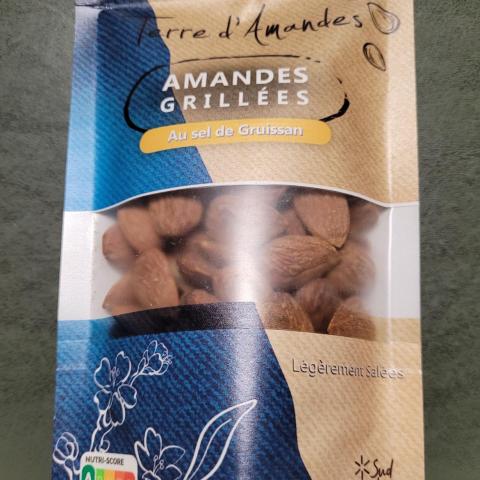 Terre d'Amandes
AMANDES
GRILLÉES
Au sel de Gruissan
Légèrement Salées
NUTRI-SCORE
A
Sud